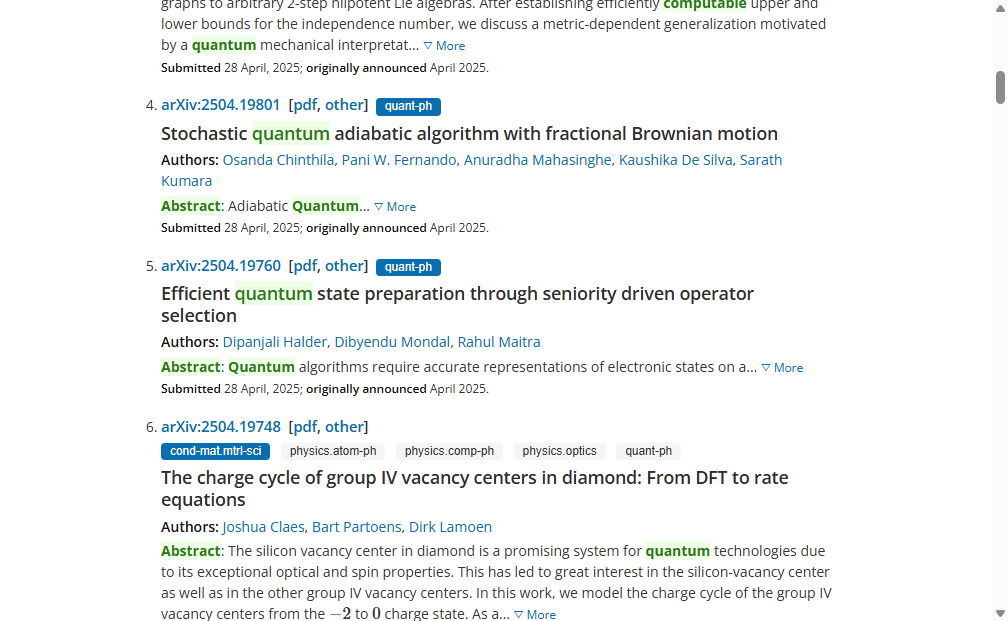 graphs to arbitrary 2-step nilpotent Lie algebras. After establishing efficiently computable upper and
lower bounds for the independence number, we discuss a metric-dependent generalization motivated
by a quantum mechanical interpretat... ▽ More
Submitted 28 April, 2025; originally announced April 2025.
4. arXiv:2504.19801 [pdf, other] quant-ph
Stochastic quantum adiabatic algorithm with fractional Brownian motion
Authors: Osanda Chinthila, Pani W. Fernando, Anuradha Mahasinghe, Kaushika De Silva, Sarath
Kumara
Abstract: Adiabatic Quantum... ▽ More
Submitted 28 April, 2025; originally announced April 2025.
5. arXiv:2504.19760 [pdf, other] quant-ph
Efficient quantum state preparation through seniority driven operator
selection
Authors: Dipanjali Halder, Dibyendu Mondal, Rahul Maitra
Abstract: Quantum algorithms require accurate representations of electronic states on a... ▽ More
Submitted 28 April, 2025; originally announced April 2025.
6. arXiv:2504.19748 [pdf, other]
cond-mat.mtrl-sci physics.atom-ph physics.comp-ph physics.optics quant-ph
The charge cycle of group IV vacancy centers in diamond: From DFT to rate
equations
Authors: Joshua Claes, Bart Partoens, Dirk Lamoen
Abstract: The silicon vacancy center in diamond is a promising system for quantum technologies due
to its exceptional optical and spin properties. This has led to great interest in the silicon-vacancy center
as well as in the other group IV vacancy centers. In this work, we model the charge cycle of the group IV
vacancy centers from the −2 to 0 charge state. As a... ▽ More